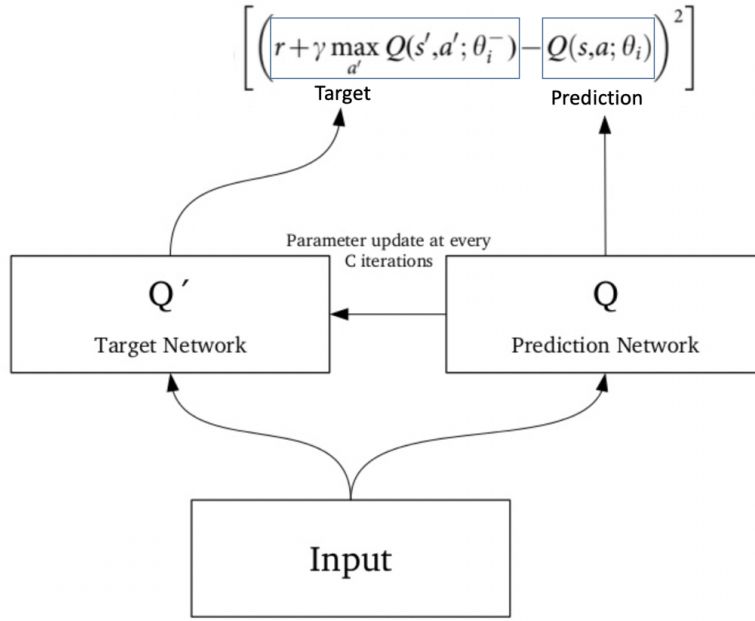 [(r + γ max_{a'} Q(s',a'; θ_i^-) − Q(s,a; θ_i))^2]
Target
Prediction
Parameter update at every
C iterations
Q´
Q
Target Network
Prediction Network
Input